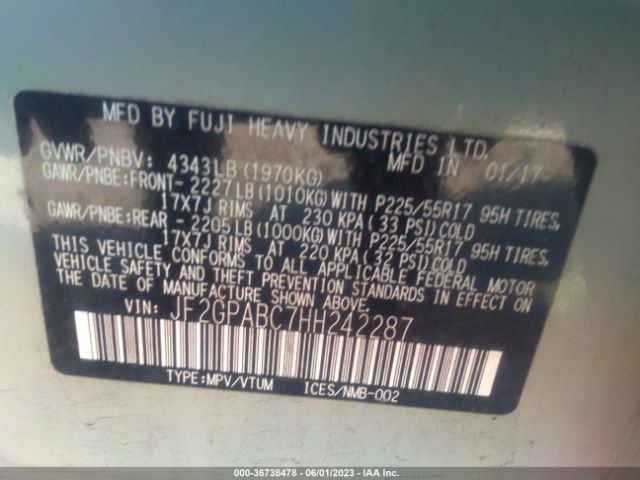 MFD BY FUJI HEAVY INDUSTRIES LTD.
GVWR/PNBV: 4343LB(1970KG) MFD IN 01/17
GAWR/PNBE:FRONT- 2227LB(1010KG)WITH P225/55R17 95H TIRES,
17X7J RIMS AT 230 KPA(33 PSI)COLD
GAWR/PNBE:REAR - 2205LB(1000KG)WITH P225/55R17 95H TIRES,
17X7J RIMS AT 220 KPA(32 PSI)COLD
THIS VEHICLE CONFORMS TO ALL APPLICABLE FEDERAL MOTOR
VEHICLE SAFETY AND THEFT PREVENTION STANDARDS IN EFFECT ON
THE DATE OF MANUFACTURE SHOWN ABOVE.
VIN: JF2GPABC7HH242287
TYPE:MPV/VTUM ICES/NMB-002
000-36738478 - 06/01/2023 - IAA Inc.